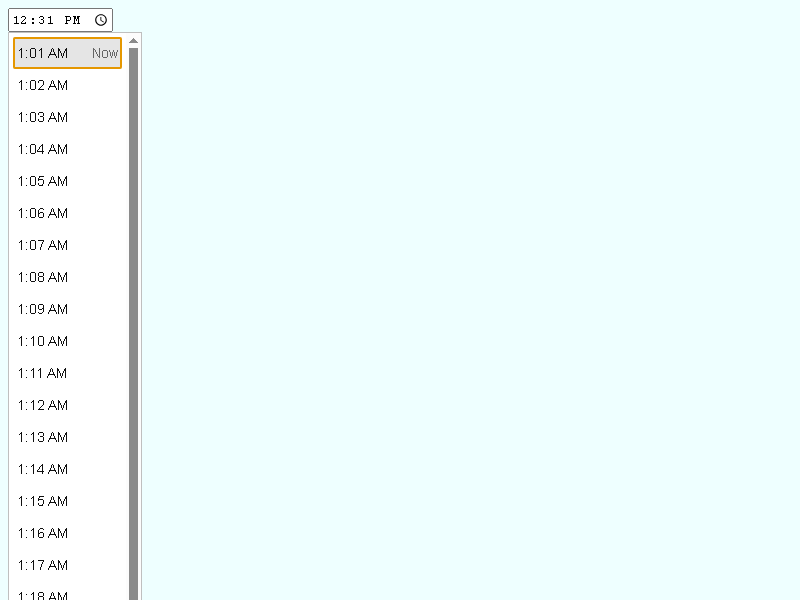 12:31 PM
1:01 AM Now
1:02 AM
1:03 AM
1:04 AM
1:05 AM
1:06 AM
1:07 AM
1:08 AM
1:09 AM
1:10 AM
1:11 AM
1:12 AM
1:13 AM
1:14 AM
1:15 AM
1:16 AM
1:17 AM
1:18 AM